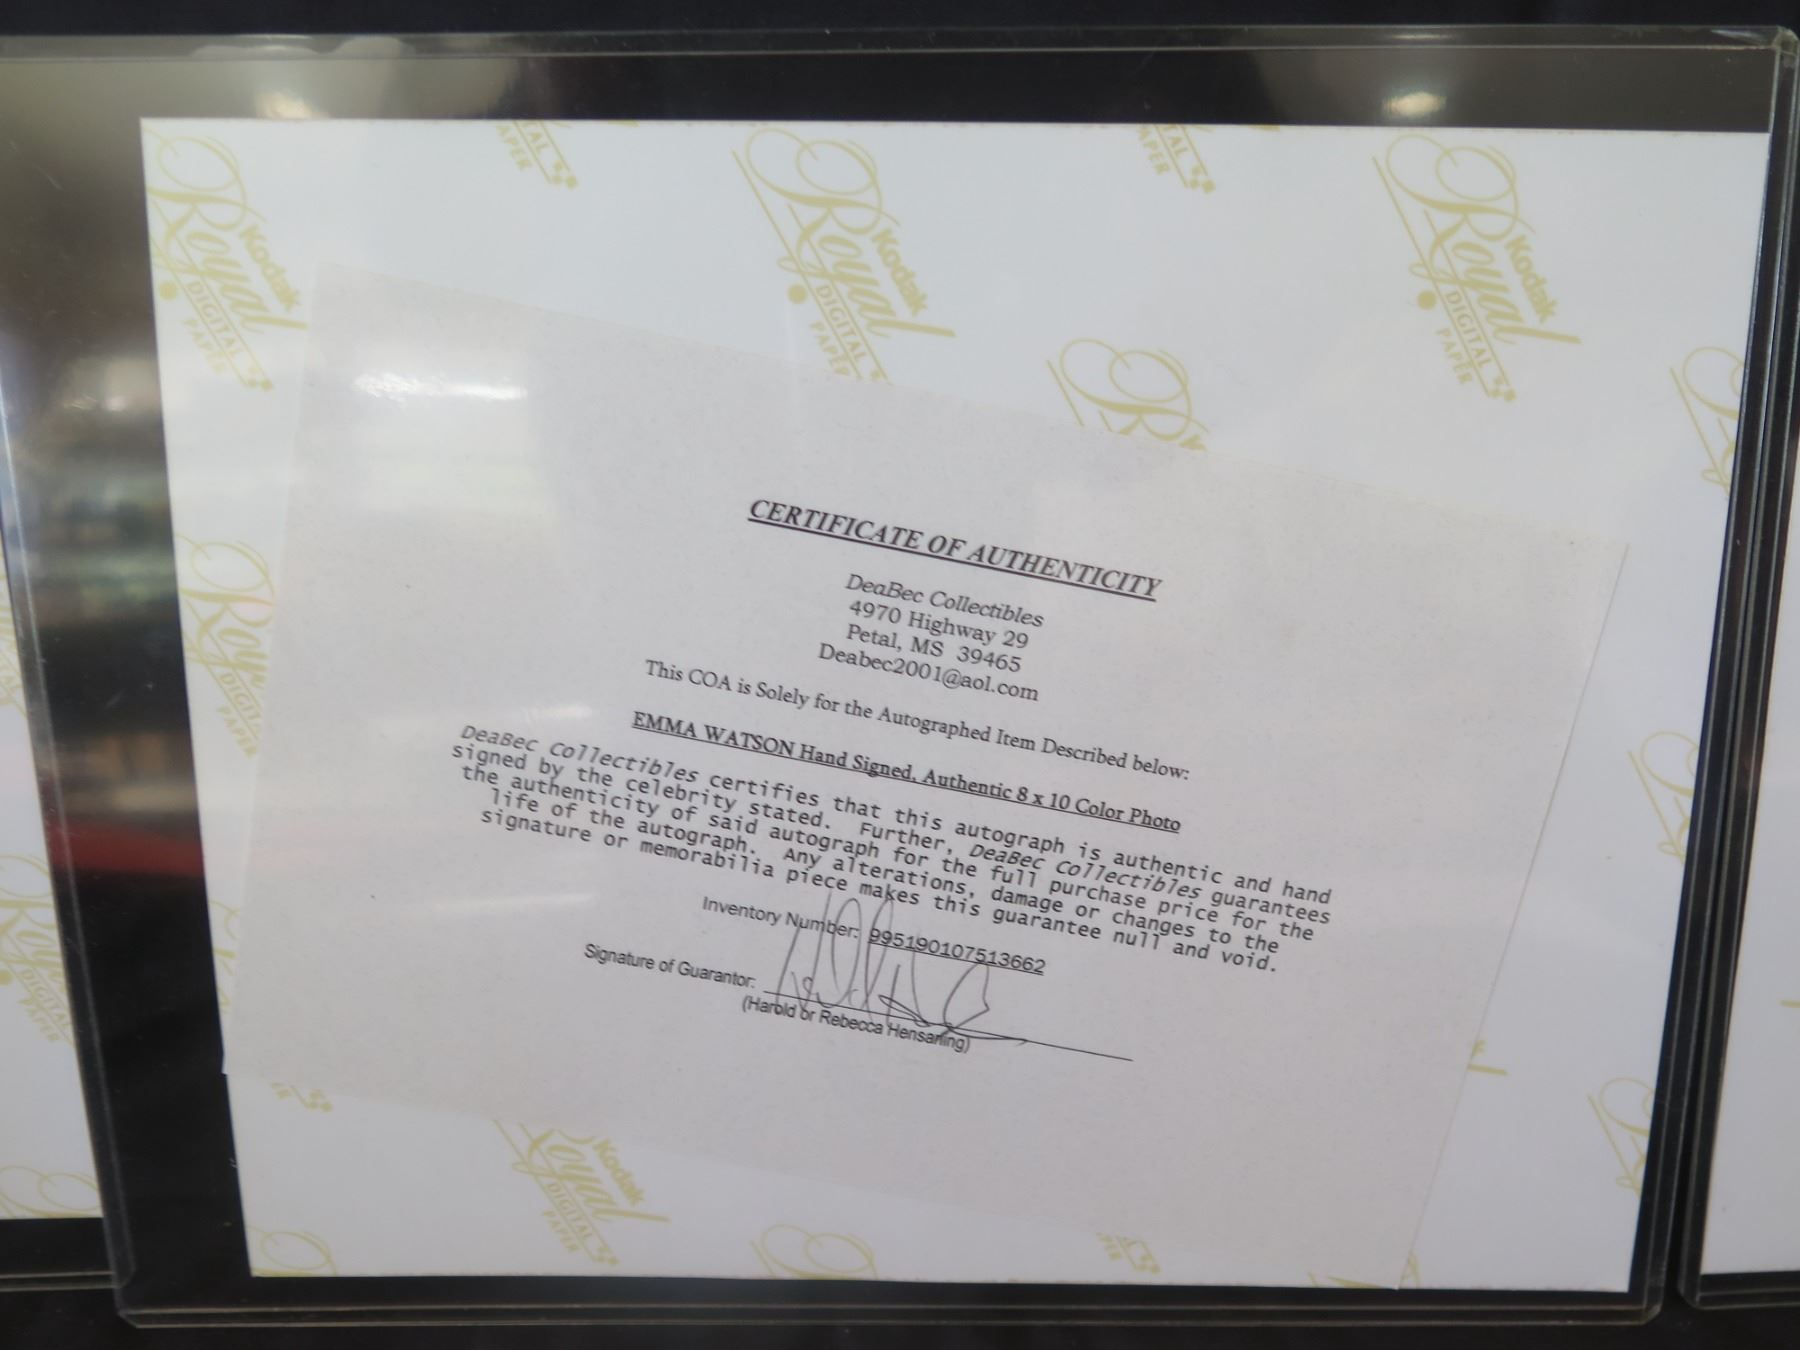 Kodak
Royal
DIGITAL
PAPER
CERTIFICATE OF AUTHENTICITY
DeaBec Collectibles
4970 Highway 29
Petal, MS 39465
Deabec2001@aol.com
This COA is Solely for the Autographed Item Described below:
EMMA WATSON Hand Signed, Authentic 8 x 10 Color Photo
DeaBec Collectibles certifies that this autograph is authentic and hand
signed by the celebrity stated. Further, DeaBec Collectibles guarantees
the authenticity of said autograph for the full purchase price for the
life of the autograph. Any alterations, damage or changes to the
signature or memorabilia piece makes this guarantee null and void.
Inventory Number: 995190107513662
Signature of Guarantor:
(Harold or Rebecca Hensarling)